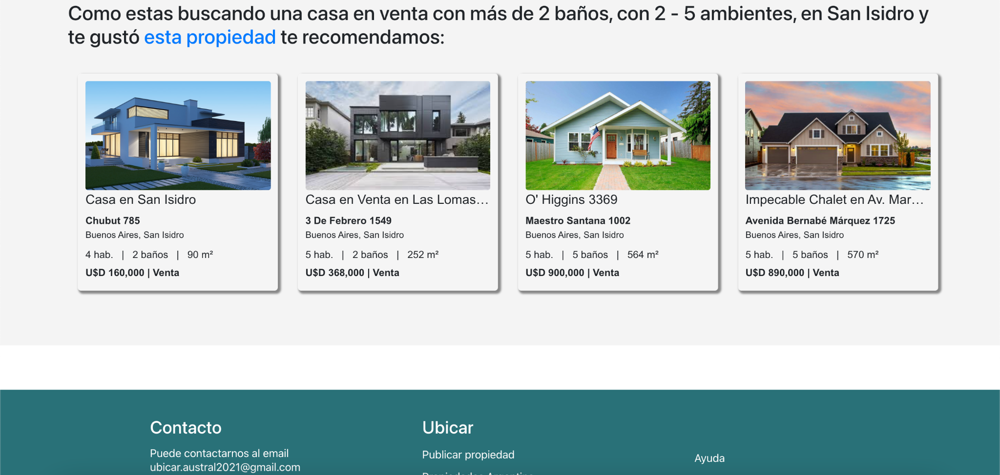 Como estas buscando una casa en venta con más de 2 baños, con 2 - 5 ambientes, en San Isidro y
te gustó esta propiedad te recomendamos:
Casa en San Isidro
Chubut 785
Buenos Aires, San Isidro
4 hab. | 2 baños | 90 m²
U$D 160,000 | Venta
Casa en Venta en Las Lomas...
3 De Febrero 1549
Buenos Aires, San Isidro
5 hab. | 2 baños | 252 m²
U$D 368,000 | Venta
O' Higgins 3369
Maestro Santana 1002
Buenos Aires, San Isidro
5 hab. | 5 baños | 564 m²
U$D 900,000 | Venta
Impecable Chalet en Av. Mar...
Avenida Bernabé Márquez 1725
Buenos Aires, San Isidro
5 hab. | 5 baños | 570 m²
U$D 890,000 | Venta
Contacto
Puede contactarnos al email
ubicar.austral2021@gmail.com
Ubicar
Publicar propiedad
Propiedades Argentina
Ayuda